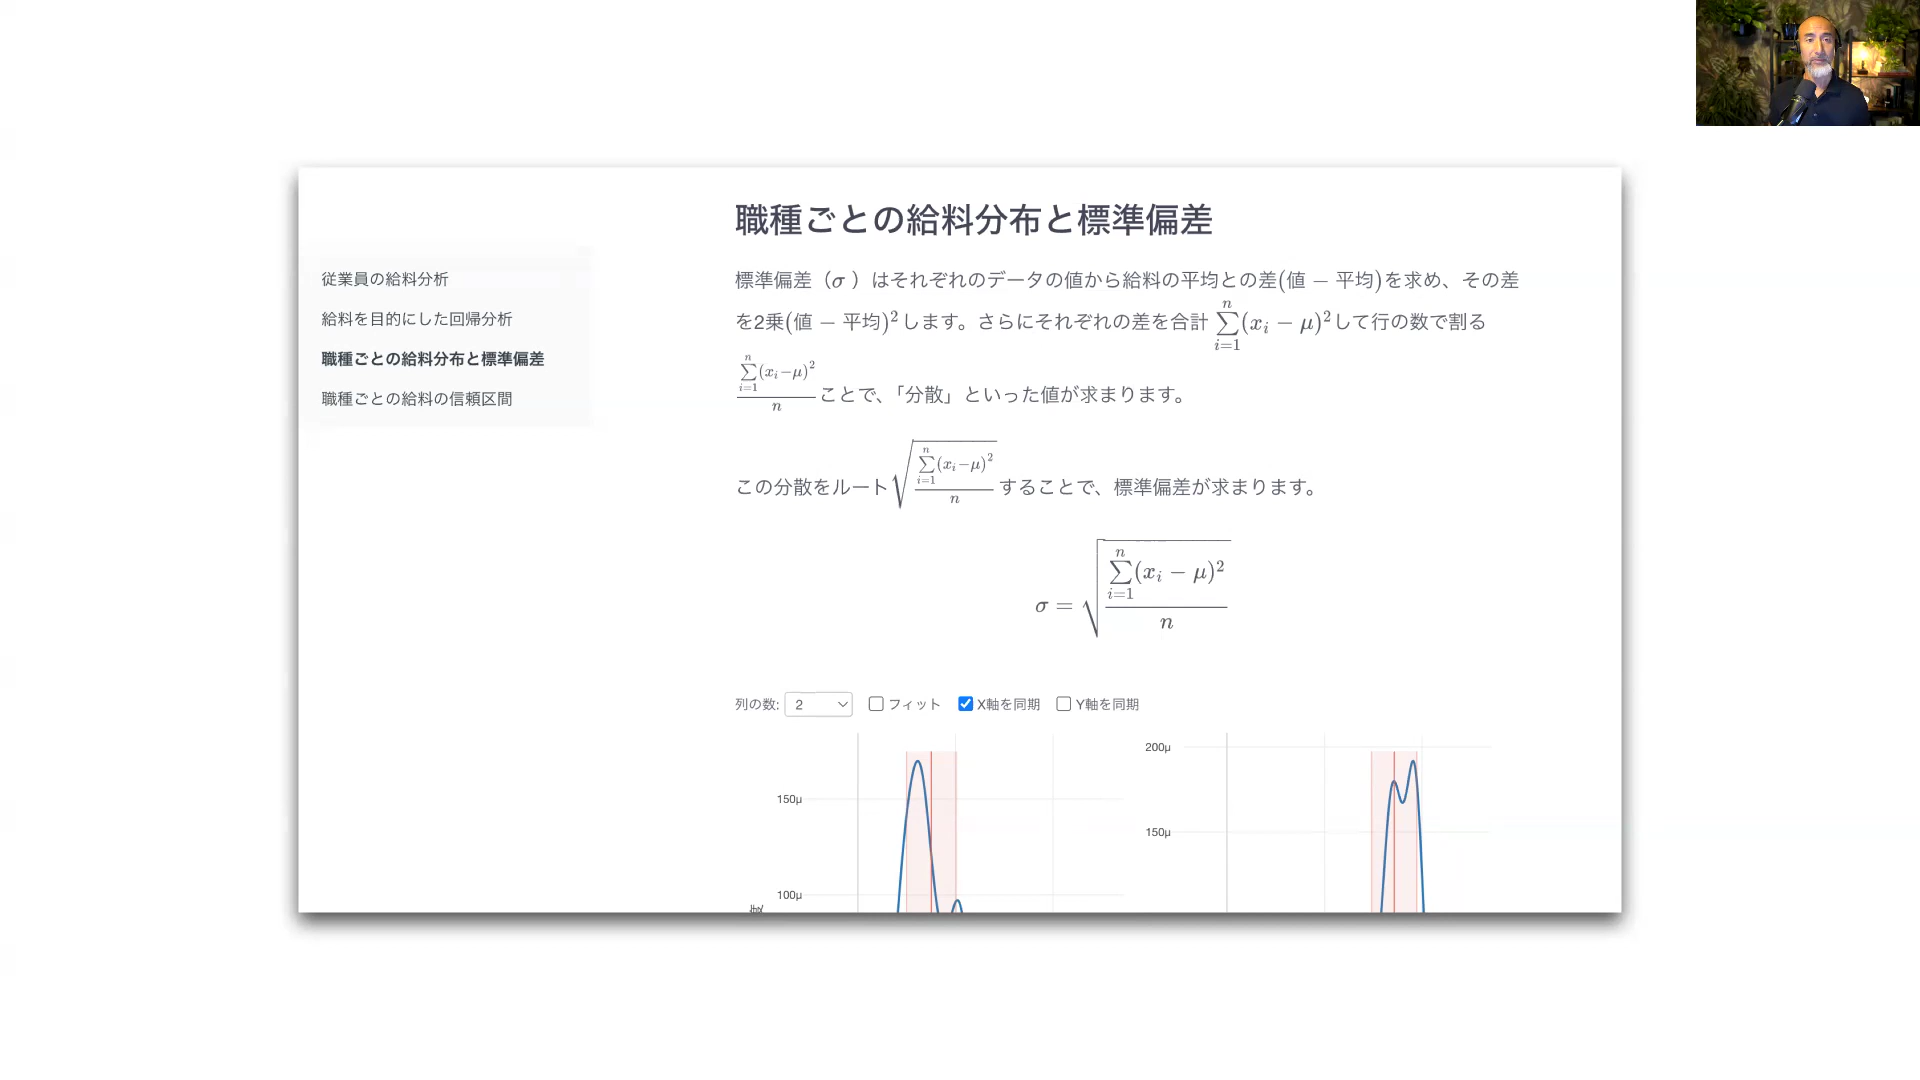 職種ごとの給料分布と標準偏差
従業員の給料分析
給料を目的にした回帰分析
職種ごとの給料分布と標準偏差
職種ごとの給料の信頼区間
標準偏差（σ ）はそれぞれのデータの値から給料の平均との差(値 − 平均)を求め、その差
を2乗(値 − 平均)²します。さらにそれぞれの差を合計 ∑_{i=1}^{n}(x_i − μ)²して行の数で割る
∑_{i=1}^{n}(x_i−μ)² / n ことで、「分散」といった値が求まります。
この分散をルート√(∑_{i=1}^{n}(x_i−μ)² / n) することで、標準偏差が求まります。
σ = √(∑_{i=1}^{n}(x_i − μ)² / n)
列の数: 2 フィット X軸を同期 Y軸を同期
150μ
100μ
200μ
150μ